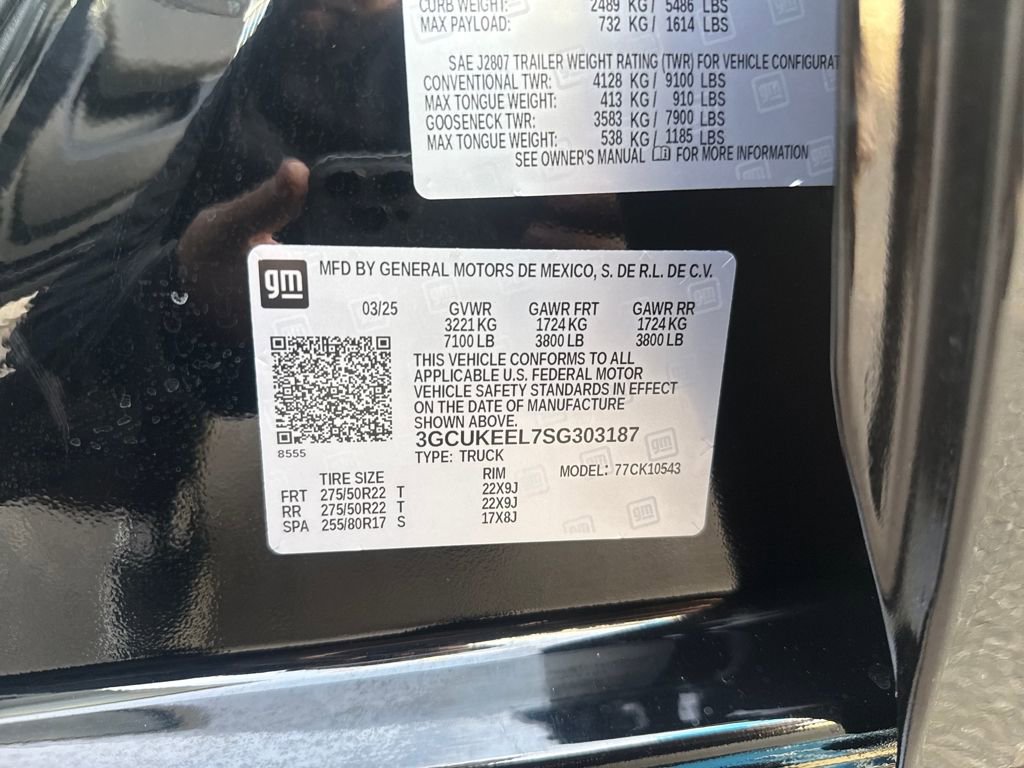 CURB WEIGHT: 2489 KG / 5486 LBS
MAX PAYLOAD: 732 KG / 1614 LBS
SAE J2807 TRAILER WEIGHT RATING (TWR) FOR VEHICLE CONFIGURAT
CONVENTIONAL TWR: 4128 KG / 9100 LBS
MAX TONGUE WEIGHT: 413 KG / 910 LBS
GOOSENECK TWR: 3583 KG / 7900 LBS
MAX TONGUE WEIGHT: 538 KG / 1185 LBS
SEE OWNER'S MANUAL FOR MORE INFORMATION
gm MFD BY GENERAL MOTORS DE MEXICO, S. DE R.L. DE C.V.
03/25 GVWR GAWR FRT GAWR RR
3221 KG 1724 KG 1724 KG
7100 LB 3800 LB 3800 LB
THIS VEHICLE CONFORMS TO ALL
APPLICABLE U.S. FEDERAL MOTOR
VEHICLE SAFETY STANDARDS IN EFFECT
ON THE DATE OF MANUFACTURE
SHOWN ABOVE.
3GCUKEEL7SG303187
8555
TYPE: TRUCK MODEL: 77CK10543
TIRE SIZE RIM
FRT 275/50R22 T 22X9J
RR 275/50R22 T 22X9J
SPA 255/80R17 S 17X8J